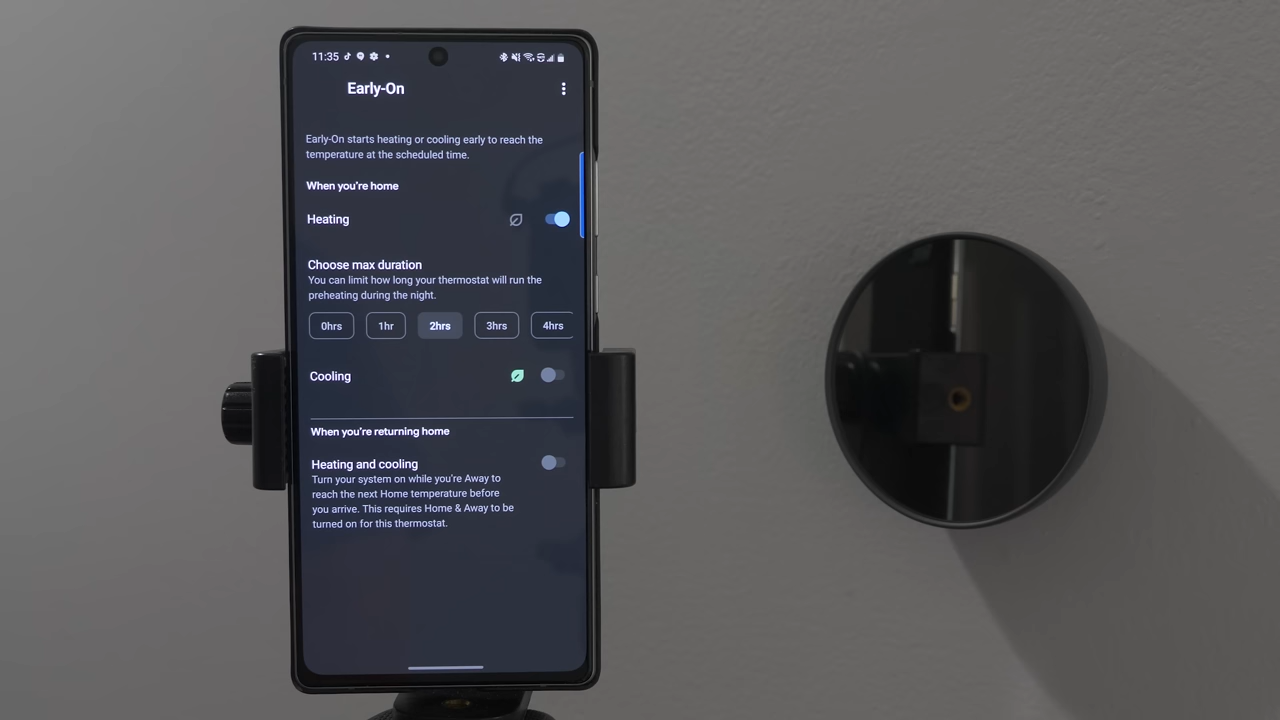 11:35
Early-On
Early-On starts heating or cooling early to reach the
temperature at the scheduled time.
When you're home
Heating
Choose max duration
You can limit how long your thermostat will run the
preheating during the night.
0hrs 1hr 2hrs 3hrs 4hrs
Cooling
When you're returning home
Heating and cooling
Turn your system on while you're Away to
reach the next Home temperature before
you arrive. This requires Home & Away to be
turned on for this thermostat.